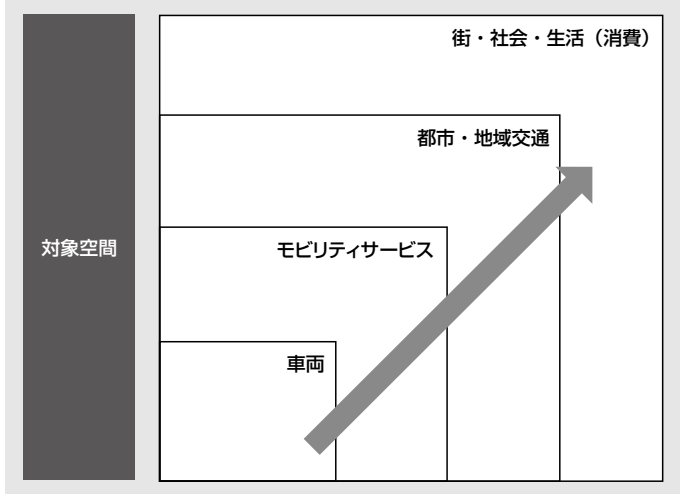 街・社会・生活（消費）
都市・地域交通
対象空間
モビリティサービス
車両